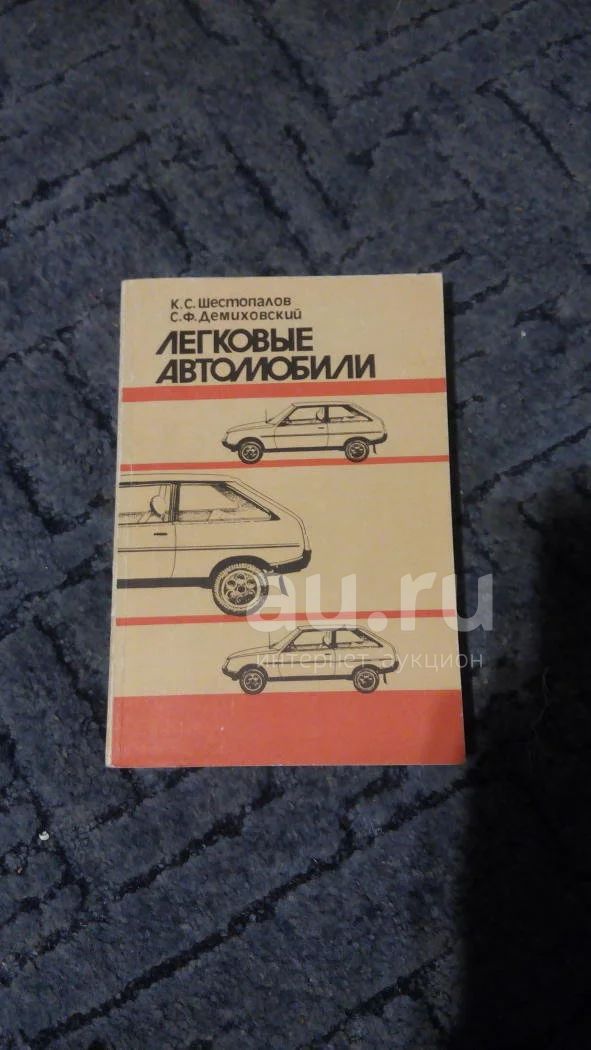 К.С.Шестопалов
С.Ф.Демиховский
ЛЕГКОВЫЕ
АВТОМОБИЛИ
au.ru
интернет аукцион